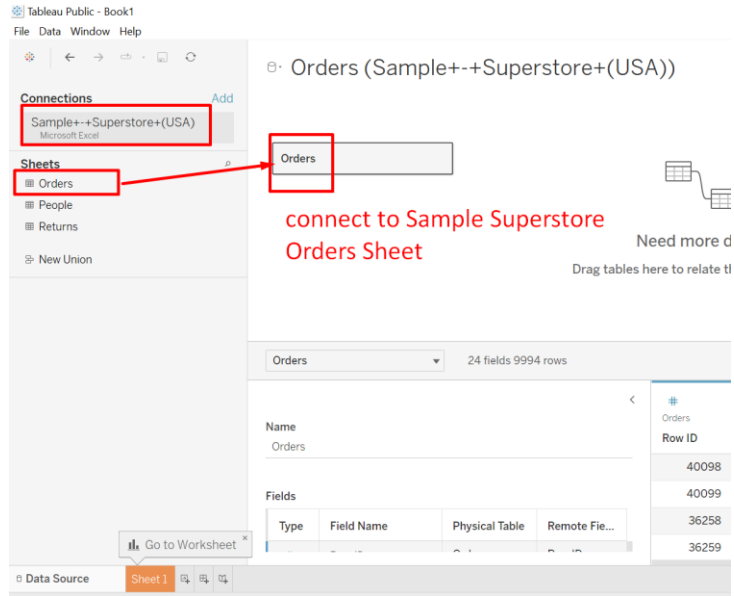 Tableau Public - Book1
File Data Window Help
Orders (Sample+-+Superstore+(USA))
Connections Add
Sample+-+Superstore+(USA)
Microsoft Excel
Sheets
Orders
Orders
People
Returns
New Union
connect to Sample Superstore
Orders Sheet
Need more d
Drag tables here to relate th
Orders 24 fields 9994 rows
Name
Orders
Fields
Type Field Name Physical Table Remote Fie...
#
Orders
Row ID
40098
40099
36258
36259
Go to Worksheet ×
Data Source Sheet 1